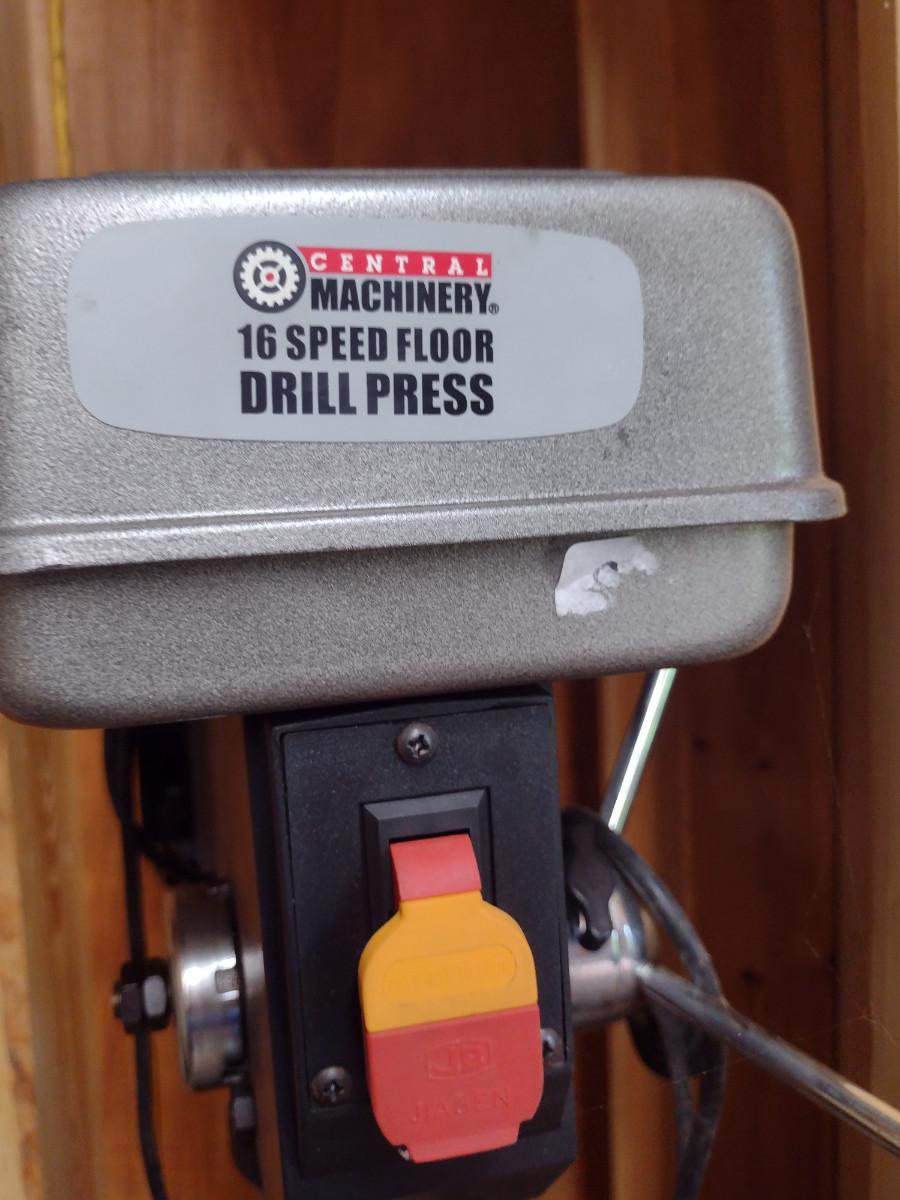 CENTRAL
MACHINERY®
16 SPEED FLOOR
DRILL PRESS
JB
JIABEN